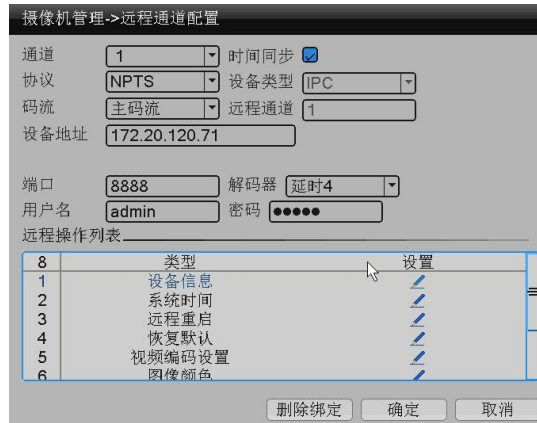 摄像机管理->远程通道配置
通道 1 时间同步
协议 NPTS 设备类型 IPC
码流 主码流 远程通道 1
设备地址 172.20.120.71
端口 8888 解码器 延时4
用户名 admin 密码 ●●●●●
远程操作列表
8 类型 设置
1 设备信息
2 系统时间
3 远程重启
4 恢复默认
5 视频编码设置
6 图像颜色
删除绑定 确定 取消